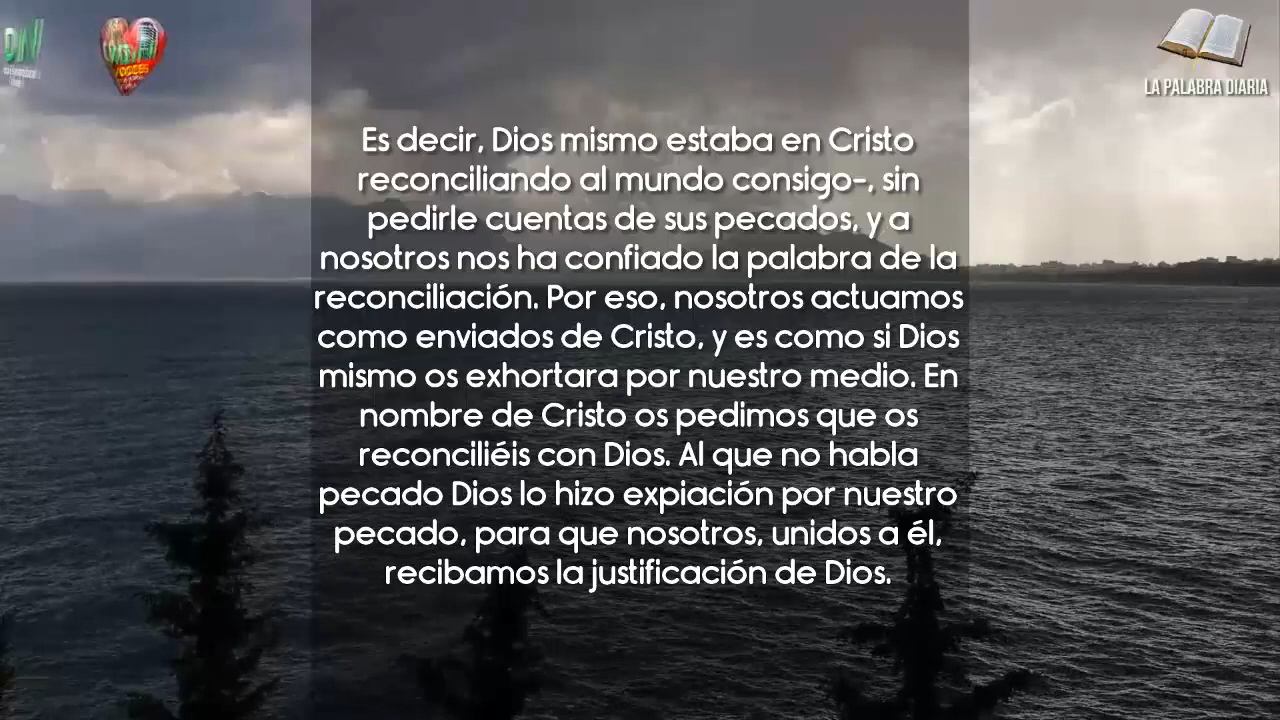 LA PALABRA DIARIA
Es decir, Dios mismo estaba en Cristo
reconciliando al mundo consigo-, sin
pedirle cuentas de sus pecados, y a
nosotros nos ha confiado la palabra de la
reconciliación. Por eso, nosotros actuamos
como enviados de Cristo, y es como si Dios
mismo os exhortara por nuestro medio. En
nombre de Cristo os pedimos que os
reconciliéis con Dios. Al que no habla
pecado Dios lo hizo expiación por nuestro
pecado, para que nosotros, unidos a él,
recibamos la justificación de Dios.